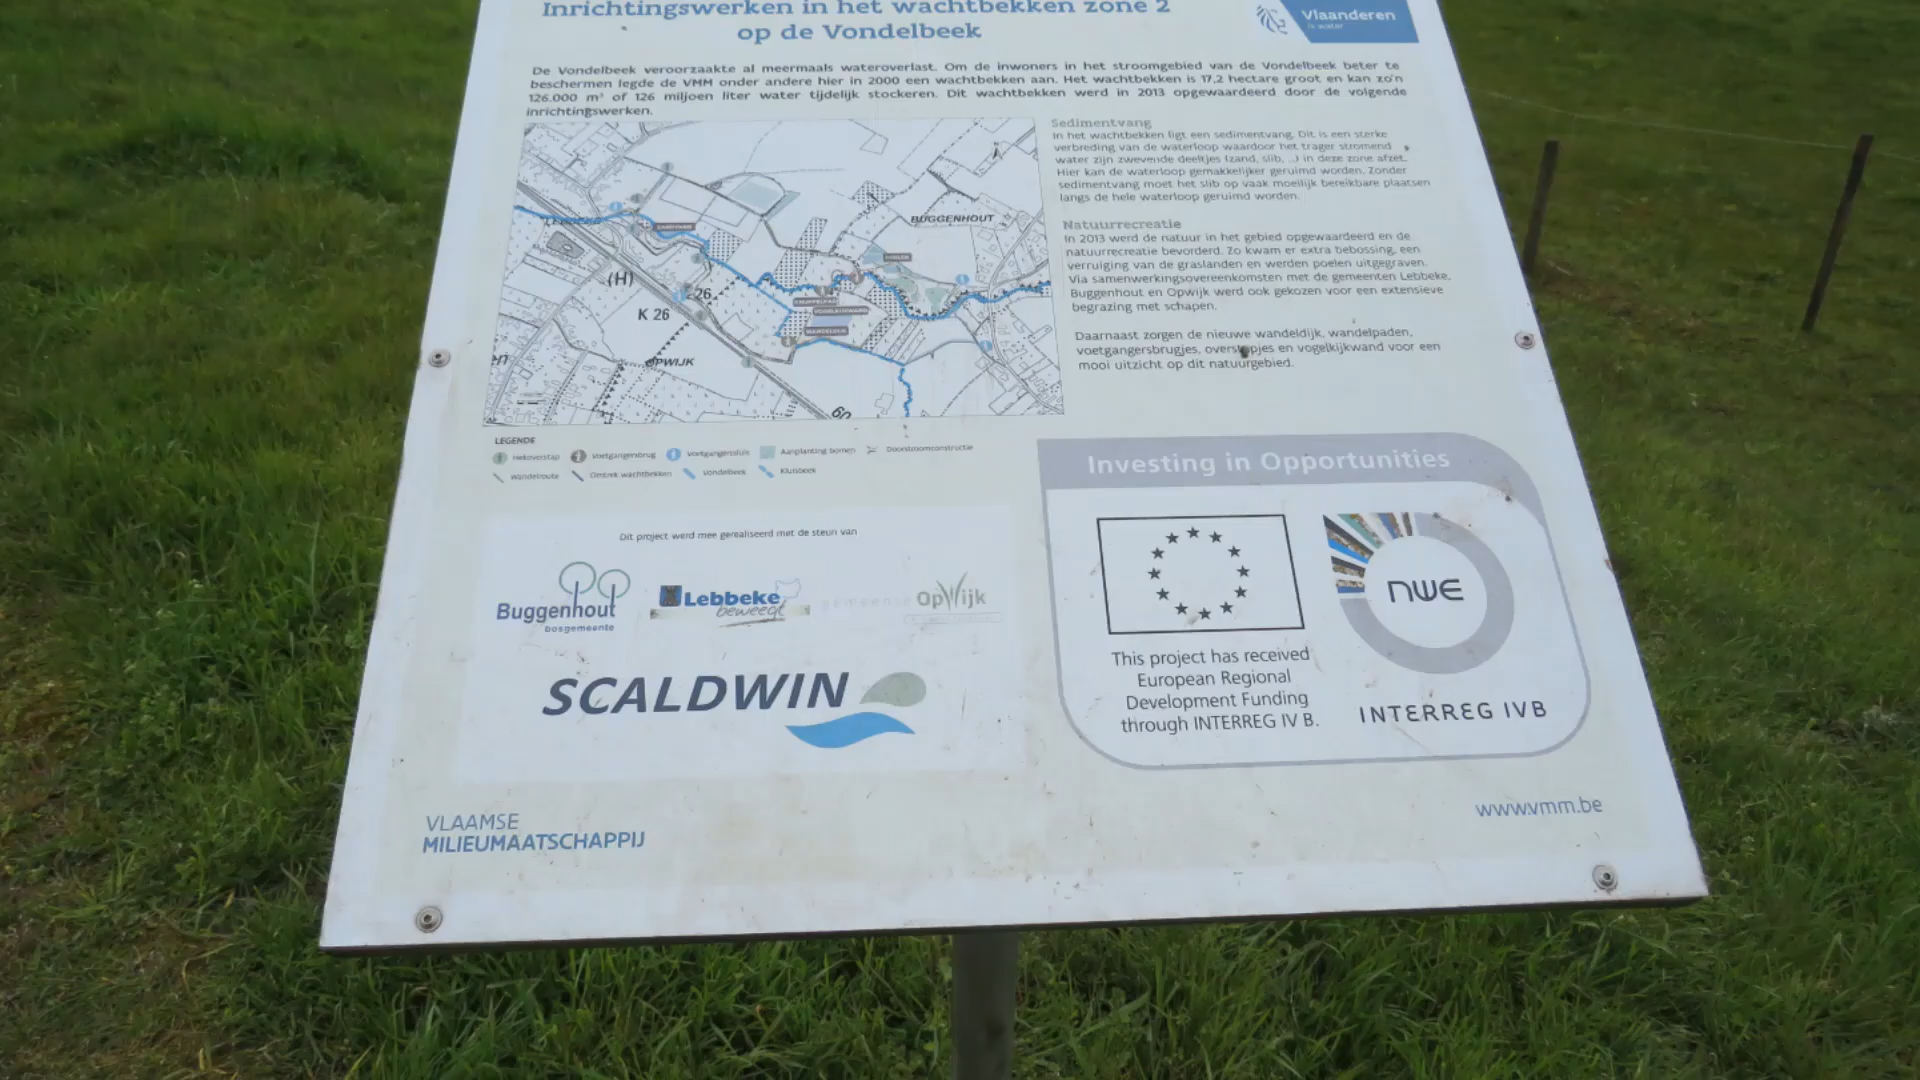 Inrichtingswerken in het wachtbekken zone 2
op de Vondelbeek
Vlaanderen
is water
De Vondelbeek veroorzaakte al meermaals wateroverlast. Om de inwoners in het stroomgebied van de Vondelbeek beter te
beschermen legde de VMM onder andere hier in 2000 een wachtbekken aan. Het wachtbekken is 17,2 hectare groot en kan zo'n
126.000 m³ of 126 miljoen liter water tijdelijk stockeren. Dit wachtbekken werd in 2013 opgewaardeerd door de volgende
inrichtingswerken.
Sedimentvang
In het wachtbekken ligt een sedimentvang. Dit is een sterke
verbreding van de waterloop waardoor het trager stromend
water zijn zwevende deeltjes (zand, slib, ...) in deze zone afzet.
Hier kan de waterloop gemakkelijker geruimd worden. Zonder
sedimentvang moet het slib op vaak moeilijk bereikbare plaatsen
langs de hele waterloop geruimd worden.
Natuurrecreatie
In 2013 werd de natuur in het gebied opgewaardeerd en de
natuurrecreatie bevorderd. Zo kwam er extra bebossing, een
verruiging van de graslanden en werden poelen uitgegraven.
Via samenwerkingsovereenkomsten met de gemeenten Lebbeke,
Buggenhout en Opwijk werd ook gekozen voor een extensieve
begrazing met schapen.
Daarnaast zorgen de nieuwe wandeldijk, wandelpaden,
voetgangersbrugjes, overstapjes en vogelkijkwand voor een
mooi uitzicht op dit natuurgebied.
BUGGENHOUT
(H)
26
K 26
KNUPPELPAD
VOGELKIJKWAND
WANDELDIJK
OPWIJK
60
LEGENDE
Hekoverstap
Voetgangersbrug
Voetgangerssluis
Aanplanting bomen
Doorstroomconstructie
Wandelroute
Omtrek wachtbekken
Vondelbeek
Kluisbeek
Dit project werd mee gerealiseerd met de steun van
Buggenhout
bosgemeente
Lebbeke
beweegt
gemeente Opwijk
SCALDWIN
Investing in Opportunities
nwe
This project has received
European Regional
Development Funding
through INTERREG IV B.
INTERREG IVB
VLAAMSE
MILIEUMAATSCHAPPIJ
www.vmm.be